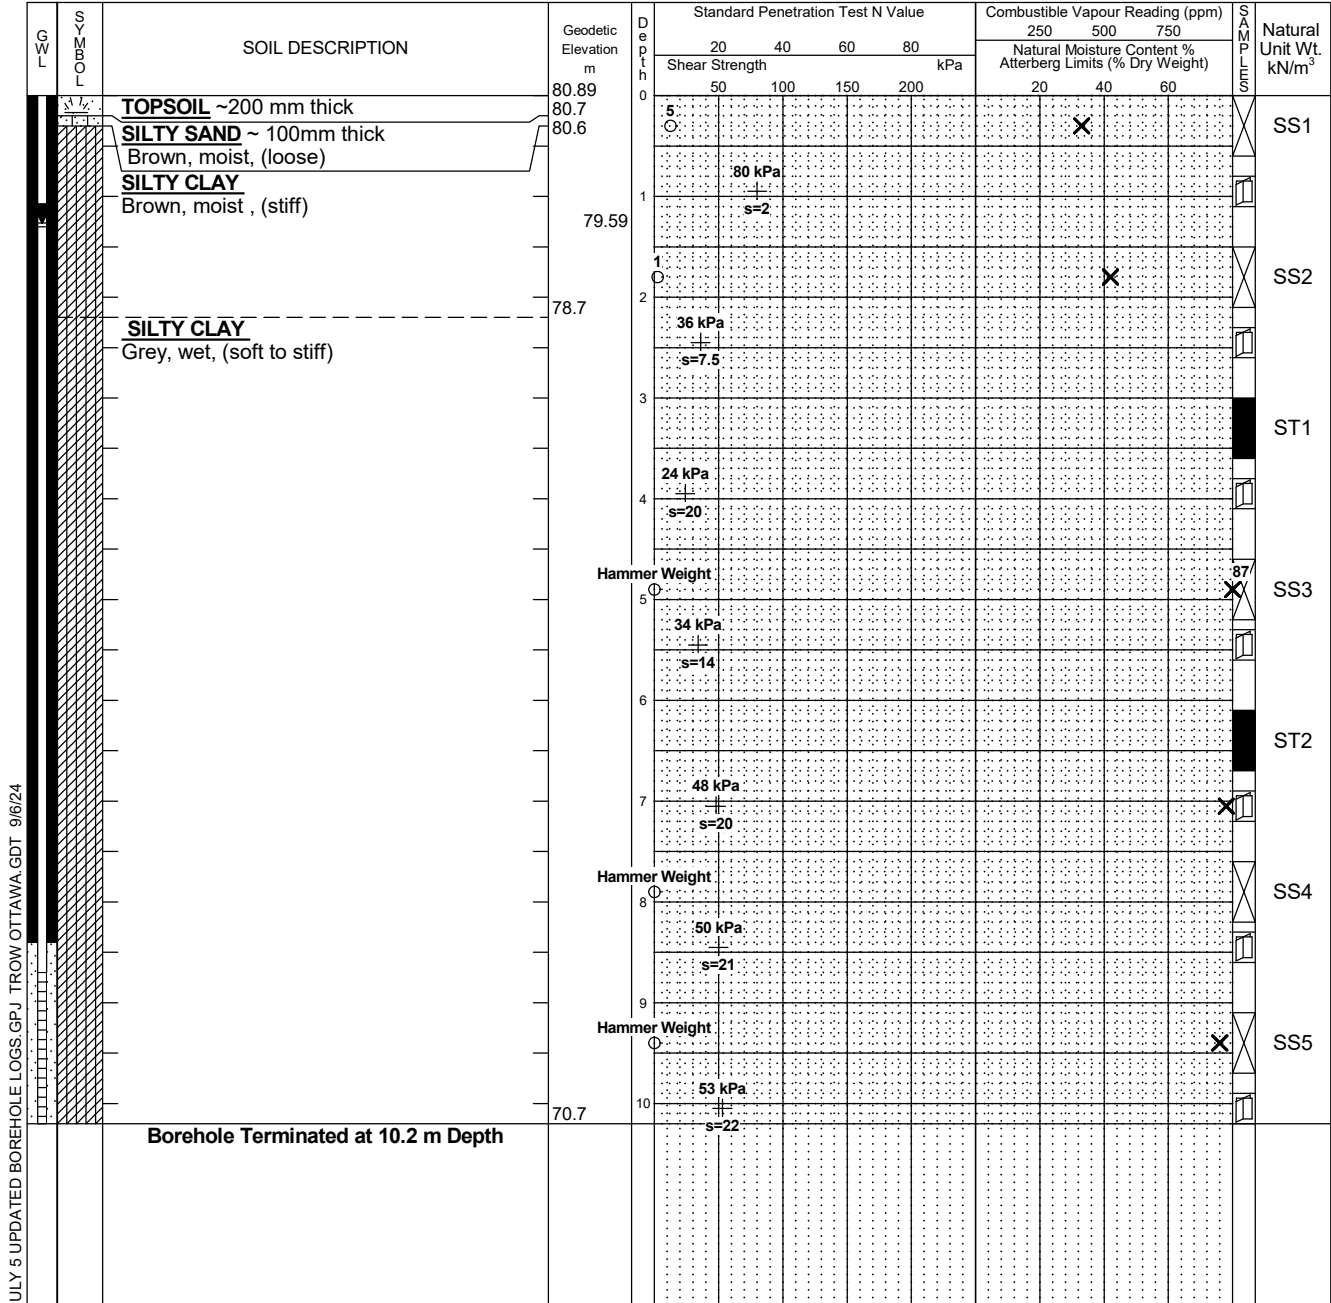 GWL
SYMBOL
SOIL DESCRIPTION
Geodetic
Elevation
m
Depth
Standard Penetration Test N Value
20 40 60 80
Shear Strength kPa
50 100 150 200
Combustible Vapour Reading (ppm)
250 500 750
Natural Moisture Content %
Atterberg Limits (% Dry Weight)
20 40 60
SAMPLES
Natural
Unit Wt.
kN/m³
80.89
0
TOPSOIL ~200 mm thick
80.7
5
SS1
SILTY SAND ~ 100mm thick
80.6
Brown, moist, (loose)
80 kPa
SILTY CLAY
1
Brown, moist , (stiff)
s=2
79.59
1
SS2
2
78.7
SILTY CLAY
36 kPa
Grey, wet, (soft to stiff)
s=7.5
3
ST1
24 kPa
4
s=20
Hammer Weight
87
SS3
5
34 kPa
s=14
6
ST2
48 kPa
7
s=20
Hammer Weight
SS4
8
50 kPa
s=21
9
Hammer Weight
SS5
53 kPa
10
70.7
s=22
Borehole Terminated at 10.2 m Depth
ULY 5 UPDATED BOREHOLE LOGS.GPJ TROW OTTAWA.GDT 9/6/24